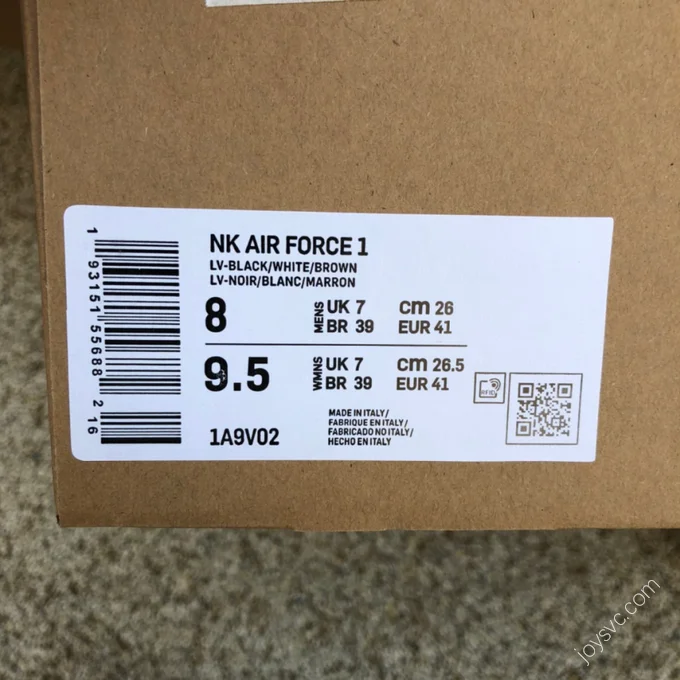 NK AIR FORCE 1
LV-BLACK/WHITE/BROWN
LV-NOIR/BLANC/MARRON
8 MENS UK 7 cm 26
BR 39 EUR 41
9.5 WMNS UK 7 cm 26.5
BR 39 EUR 41
1A9V02
MADE IN ITALY/
FABRIQUE EN ITALY/
FABRICADO NO ITALY/
HECHO EN ITALY
RFID
1 93151 55688 2 16
joysvc.com